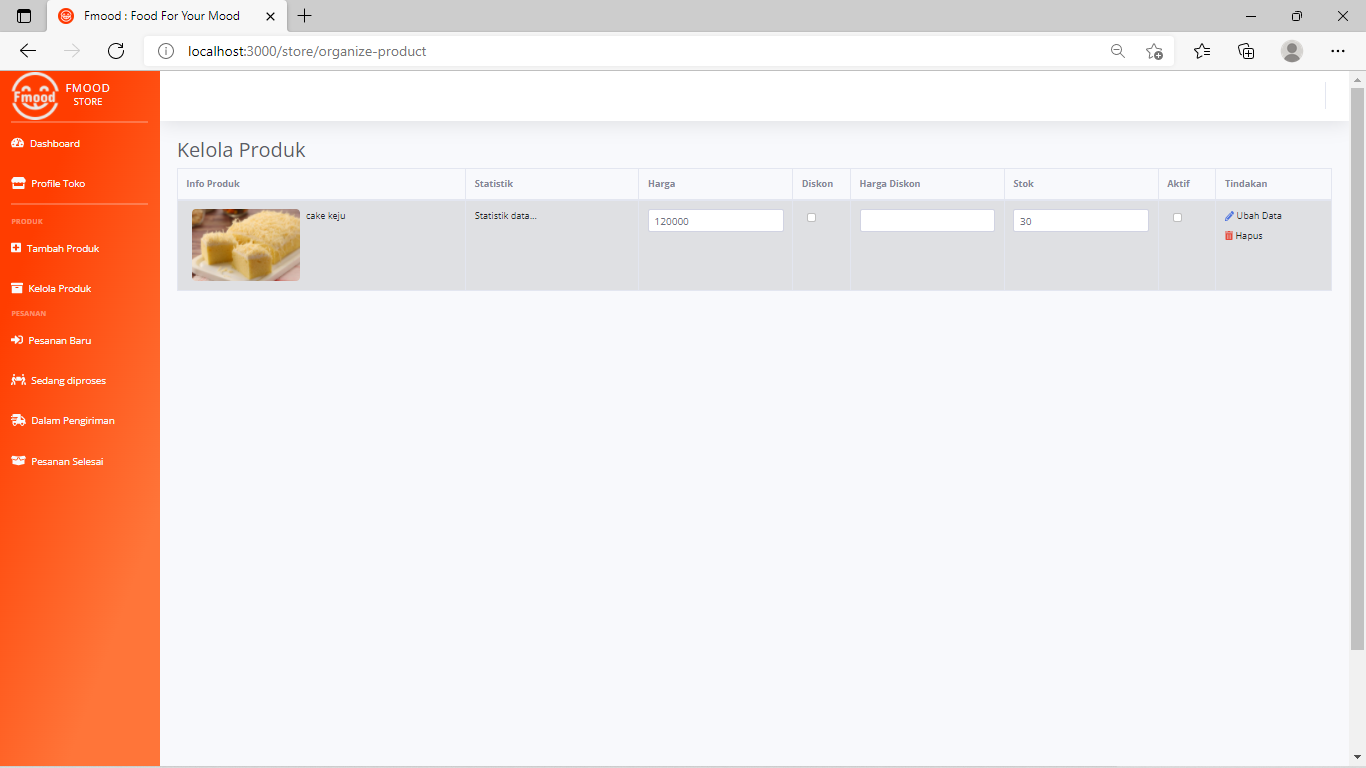 Fmood : Food For Your Mood
localhost:3000/store/organize-product
Fmood
FMOOD
STORE
Dashboard
Profile Toko
PRODUK
Tambah Produk
Kelola Produk
PESANAN
Pesanan Baru
Sedang diproses
Dalam Pengiriman
Pesanan Selesai
Kelola Produk
Info Produk Statistik Harga Diskon Harga Diskon Stok Aktif Tindakan
cake keju Statistik data... 120000 30 Ubah Data
Hapus